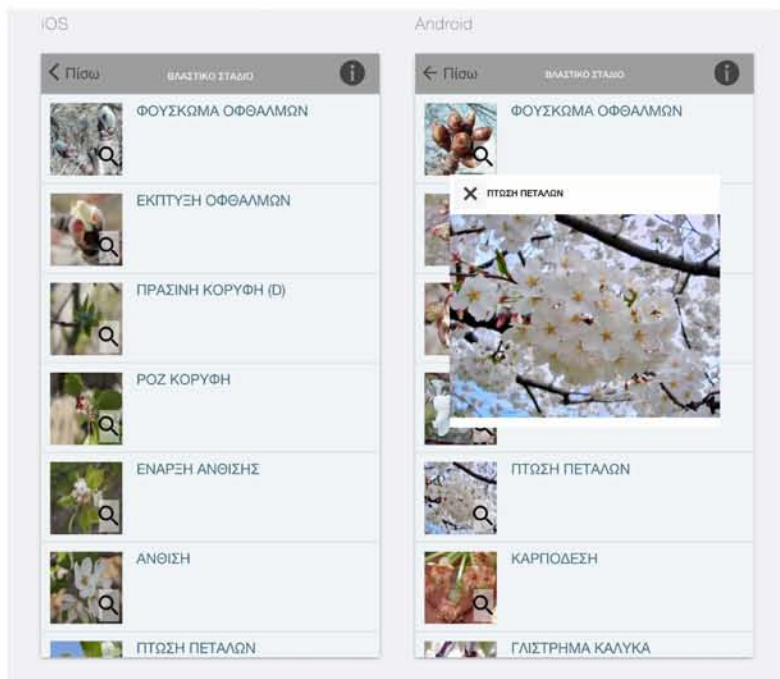 iOS
Πίσω
ΒΛΑΣΤΙΚΟ ΣΤΑΔΙΟ
i
ΦΟΥΣΚΩΜΑ ΟΦΘΑΛΜΩΝ
ΕΚΠΤΥΞΗ ΟΦΘΑΛΜΩΝ
ΠΡΑΣΙΝΗ ΚΟΡΥΦΗ (D)
ΡΟΖ ΚΟΡΥΦΗ
ΕΝΑΡΞΗ ΑΝΘΙΣΗΣ
ΑΝΘΙΣΗ
ΠΤΩΣΗ ΠΕΤΑΛΩΝ
Android
Πίσω
ΒΛΑΣΤΙΚΟ ΣΤΑΔΙΟ
i
ΦΟΥΣΚΩΜΑ ΟΦΘΑΛΜΩΝ
ΠΤΩΣΗ ΠΕΤΑΛΩΝ
ΠΤΩΣΗ ΠΕΤΑΛΩΝ
ΚΑΡΠΟΔΕΣΗ
ΓΛΙΣΤΡΗΜΑ ΚΑΛΥΚΑ